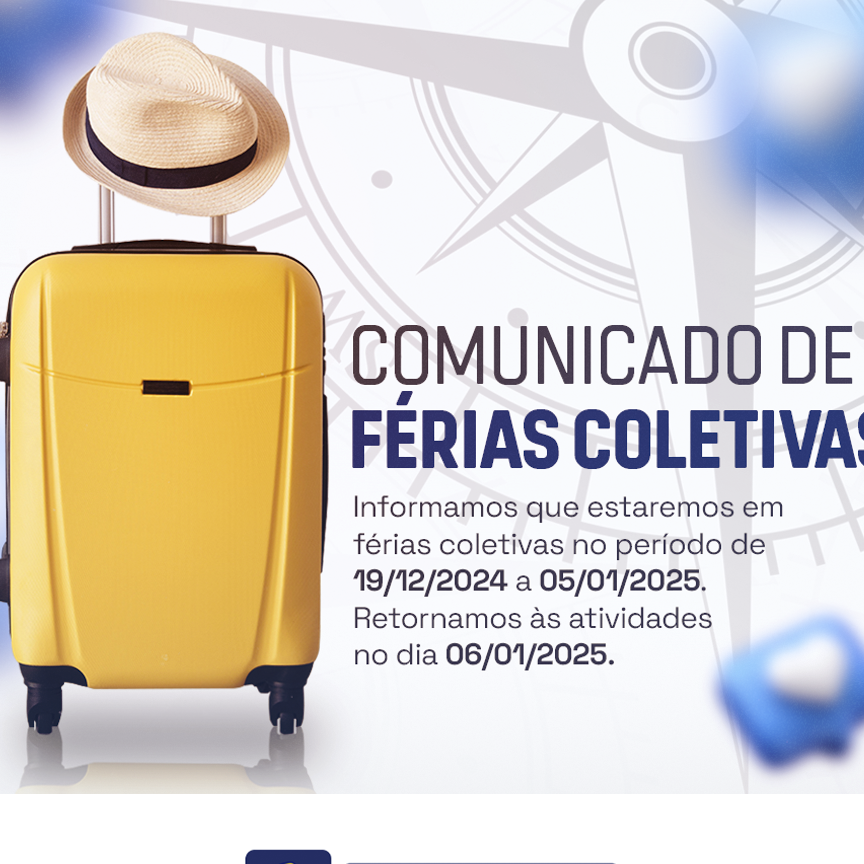 COMUNICADO DE
FÉRIAS COLETIVAS
Informamos que estaremos em
férias coletivas no período de
19/12/2024 a 05/01/2025.
Retornamos às atividades
no dia 06/01/2025.